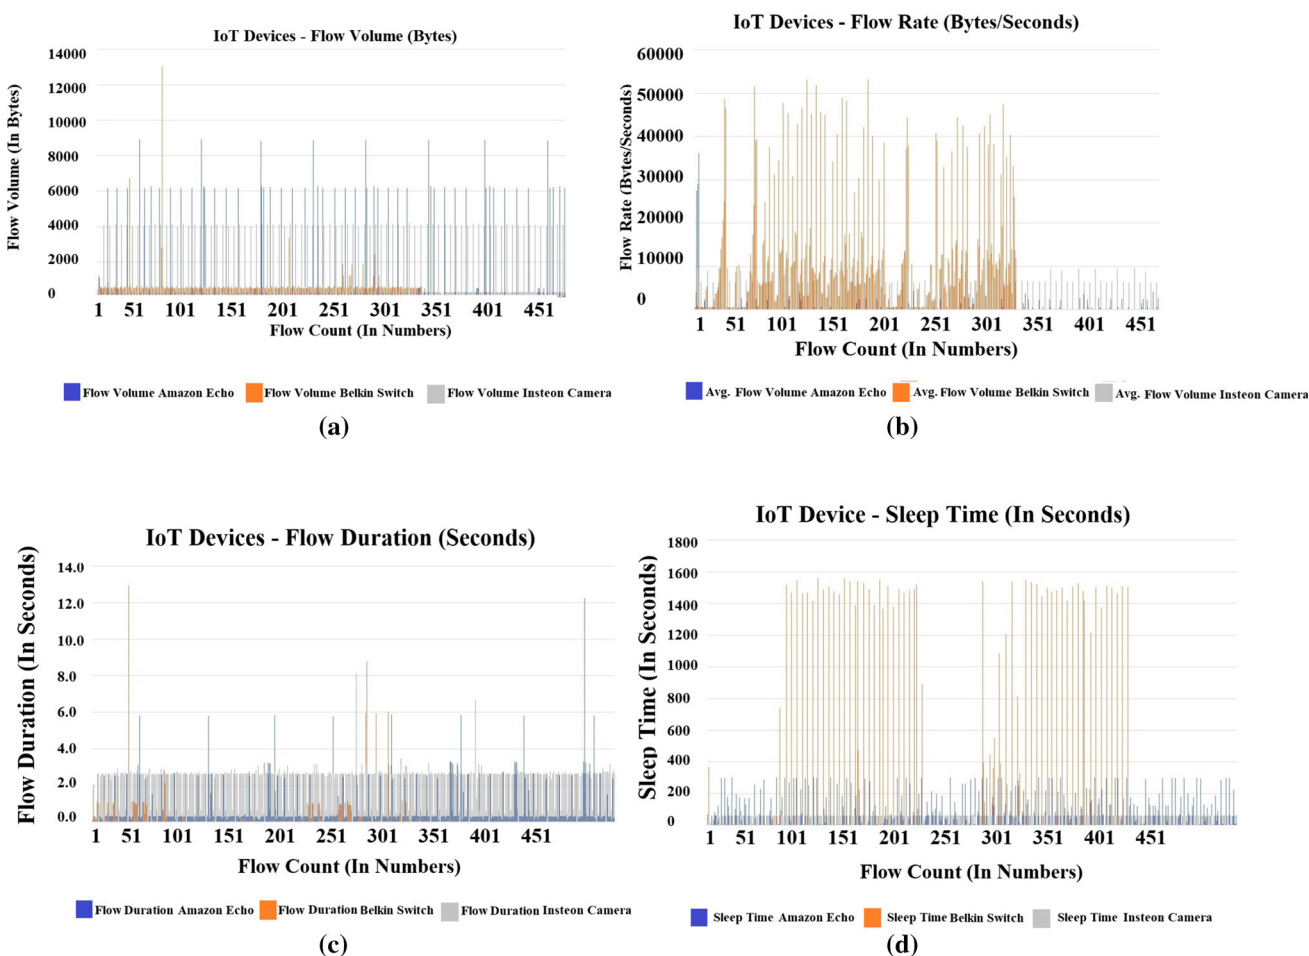 IoT Devices - Flow Volume (Bytes)
Flow Volume (In Bytes)
14000
12000
10000
8000
6000
4000
2000
0
1 51 101 151 201 251 301 351 401 451
Flow Count (In Numbers)
Flow Volume Amazon Echo Flow Volume Belkin Switch Flow Volume Insteon Camera
(a)
IoT Devices - Flow Rate (Bytes/Seconds)
Flow Rate (Bytes/Seconds)
60000
50000
40000
30000
20000
10000
0
1 51 101 151 201 251 301 351 401 451
Flow Count (In Numbers)
Avg. Flow Volume Amazon Echo Avg. Flow Volume Belkin Switch Avg. Flow Volume Insteon Camera
(b)
IoT Devices - Flow Duration (Seconds)
Flow Duration (In Seconds)
14.0
12.0
10.0
8.0
6.0
4.0
2.0
0.0
1 51 101 151 201 251 301 351 401 451
Flow Count (In Numbers)
Flow Duration Amazon Echo Flow Duration Belkin Switch Flow Duration Insteon Camera
(c)
IoT Device - Sleep Time (In Seconds)
Sleep Time (In Seconds)
1800
1600
1400
1200
1000
800
600
400
200
0
1 51 101 151 201 251 301 351 401 451
Flow Count (In Numbers)
Sleep Time Amazon Echo Sleep Time Belkin Switch Sleep Time Insteon Camera
(d)